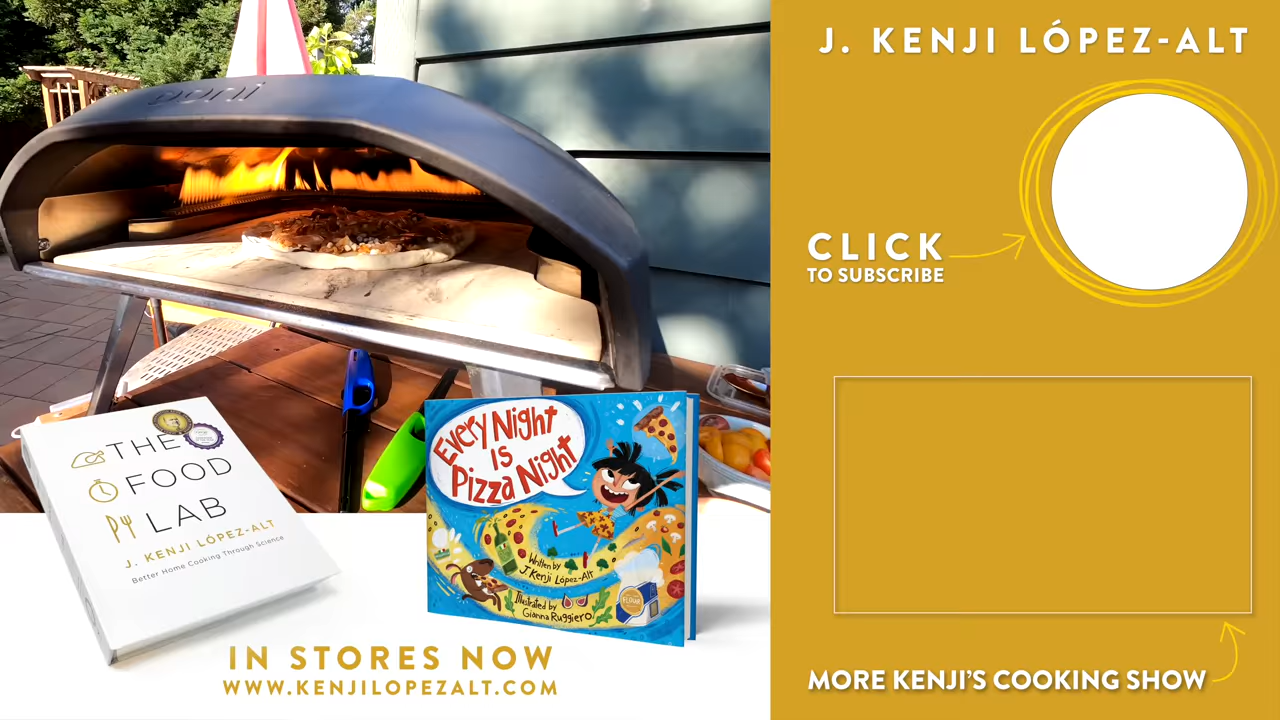 J. KENJI LÓPEZ-ALT
ooni
CLICK
TO SUBSCRIBE
THE
FOOD
LAB
J. KENJI LÓPEZ-ALT
Better Home Cooking Through Science
Every Night
is
Pizza Night
Written by
J. Kenji López-Alt
Illustrated by
Gianna Ruggiero
IN STORES NOW
WWW.KENJILOPEZALT.COM
MORE KENJI'S COOKING SHOW